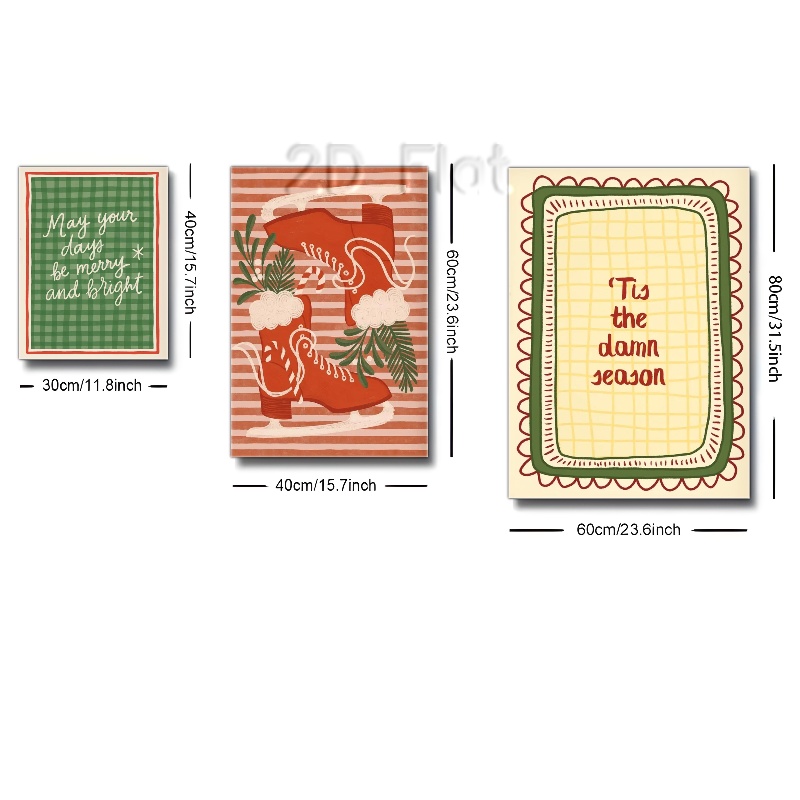 2D Flat
May your
days
be merry
and bright
40cm/15.7inch
30cm/11.8inch
60cm/23.6inch
40cm/15.7inch
'Tis
the
damn
season
80cm/31.5inch
60cm/23.6inch